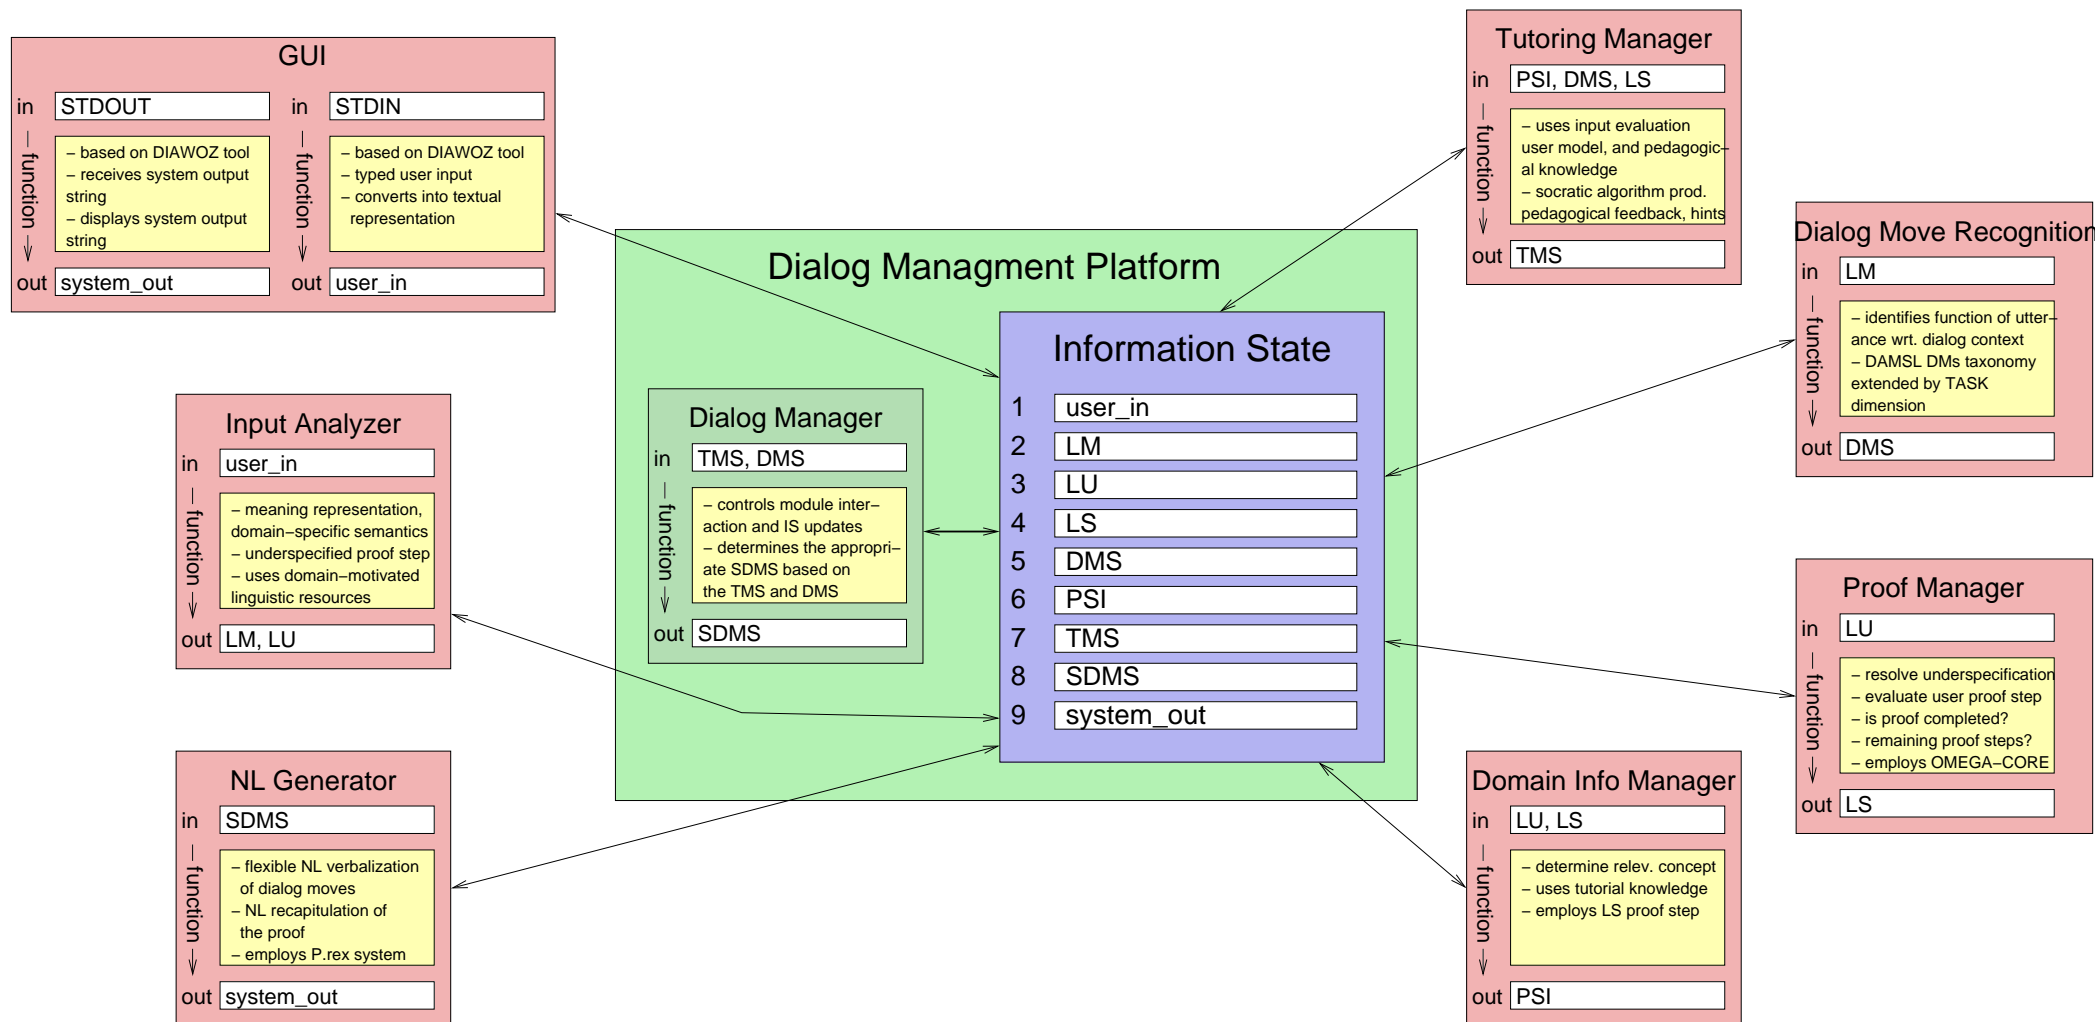 GUI
in STDOUT
function
– based on DIAWOZ tool
– receives system output
string
– displays system output
string
out system_out
in STDIN
function
– based on DIAWOZ tool
– typed user input
– converts into textual
representation
out user_in
Tutoring Manager
in PSI, DMS, LS
function
– uses input evaluation
user model, and pedagogic–
al knowledge
– socratic algorithm prod.
pedagogical feedback, hints
out TMS
Dialog Move Recognition
in LM
function
– identifies function of utter–
ance wrt. dialog context
– DAMSL DMs taxonomy
extended by TASK
dimension
out DMS
Dialog Managment Platform
Information State
1 user_in
2 LM
3 LU
4 LS
5 DMS
6 PSI
7 TMS
8 SDMS
9 system_out
Dialog Manager
in TMS, DMS
function
– controls module inter–
action and IS updates
– determines the appropri–
ate SDMS based on
the TMS and DMS
out SDMS
Input Analyzer
in user_in
function
– meaning representation,
domain–specific semantics
– underspecified proof step
– uses domain–motivated
linguistic resources
out LM, LU
Proof Manager
in LU
function
– resolve underspecification
– evaluate user proof step
– is proof completed?
– remaining proof steps?
– employs OMEGA–CORE
out LS
NL Generator
in SDMS
function
– flexible NL verbalization
of dialog moves
– NL recapitulation of
the proof
– employs P.rex system
out system_out
Domain Info Manager
in LU, LS
function
– determine relev. concept
– uses tutorial knowledge
– employs LS proof step
out PSI